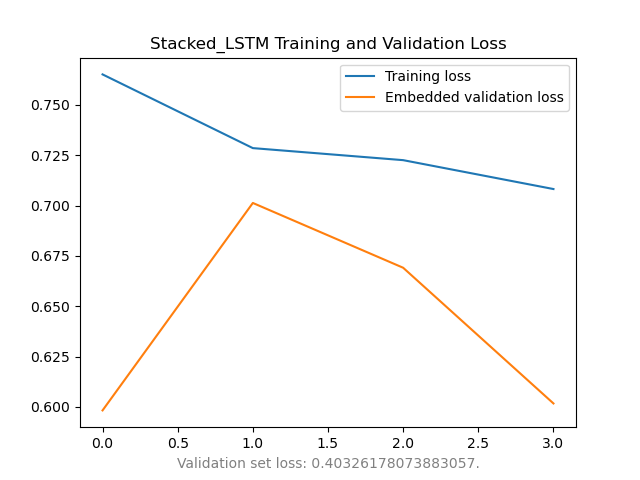 Stacked_LSTM Training and Validation Loss
Training loss
Embedded validation loss
0.750
0.725
0.700
0.675
0.650
0.625
0.600
0.0 0.5 1.0 1.5 2.0 2.5 3.0
Validation set loss: 0.40326178073883057.